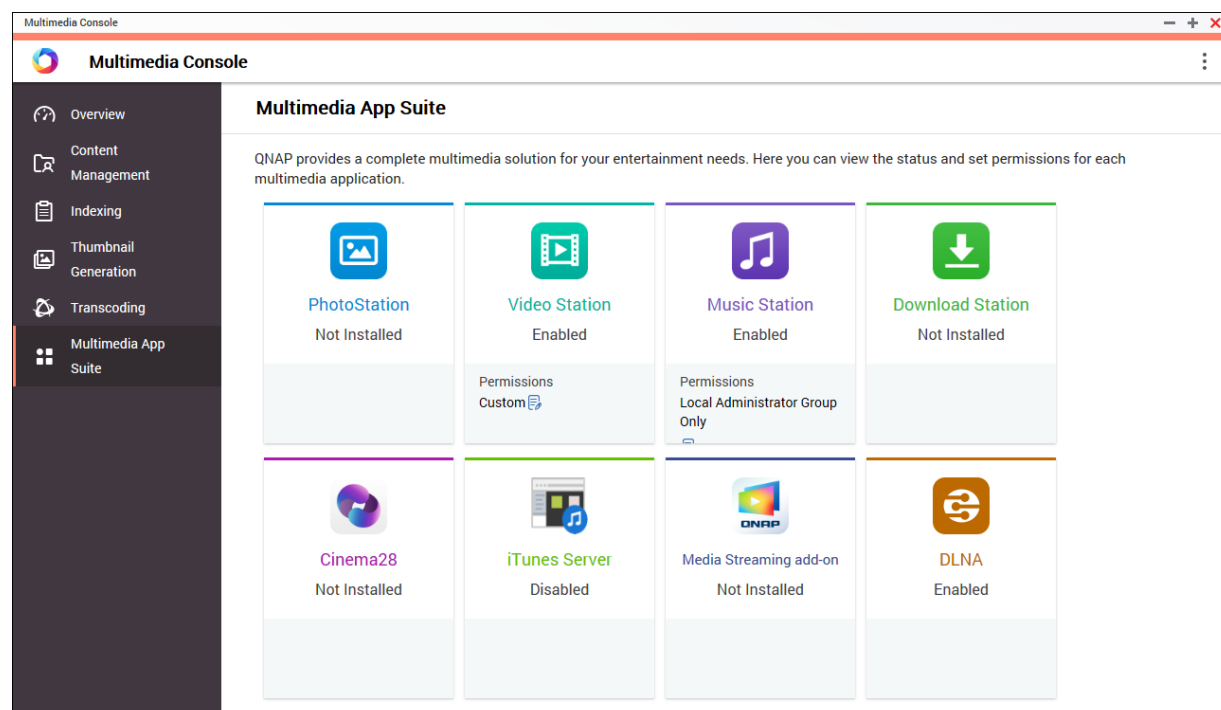 Multimedia Console
Multimedia Console
Overview
Content
Management
Indexing
Thumbnail
Generation
Transcoding
Multimedia App
Suite
Multimedia App Suite
QNAP provides a complete multimedia solution for your entertainment needs. Here you can view the status and set permissions for each
multimedia application.
PhotoStation
Not Installed
Video Station
Enabled
Permissions
Custom
Music Station
Enabled
Permissions
Local Administrator Group
Only
Download Station
Not Installed
Cinema28
Not Installed
iTunes Server
Disabled
QNAP
Media Streaming add-on
Not Installed
DLNA
Enabled